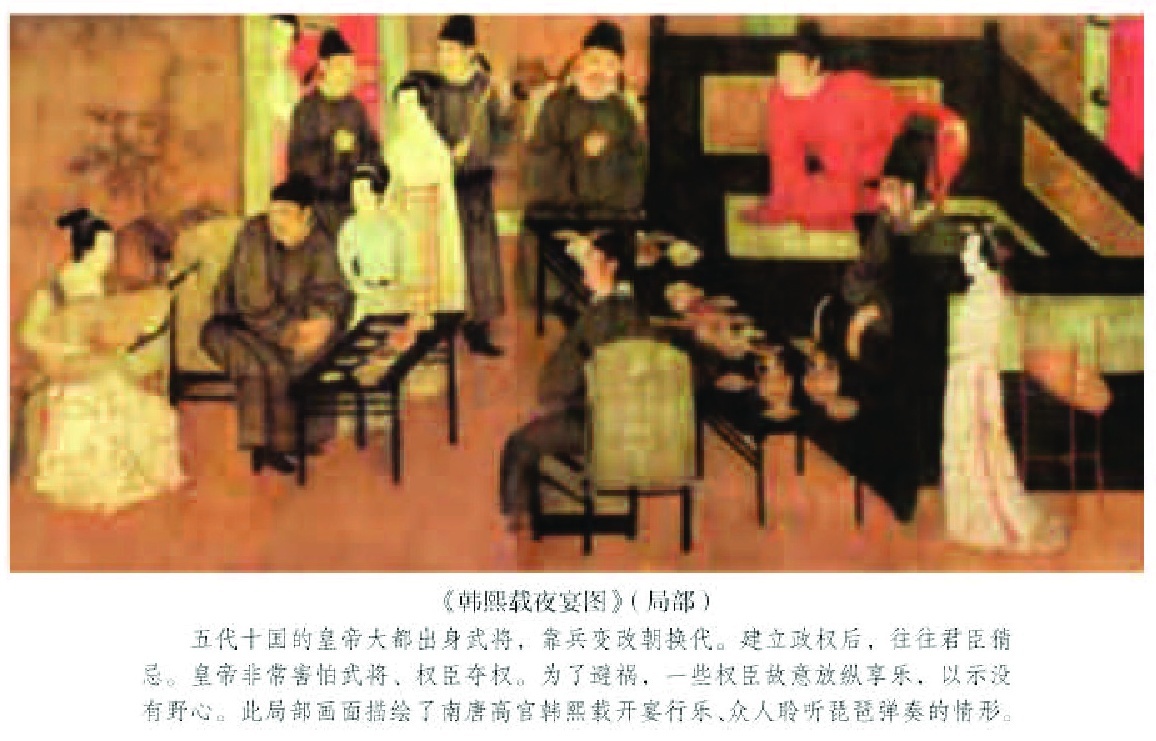 《韩熙载夜宴图》(局部)
五代十国的皇帝大都出身武将，靠兵变改朝换代。建立政权后，往往君臣猜
忌。皇帝非常害怕武将、权臣夺权。为了避祸，一些权臣故意放纵享乐，以示没
有野心。此局部画面描绘了南唐高官韩熙载开宴行乐、众人聆听琵琶弹奏的情形。